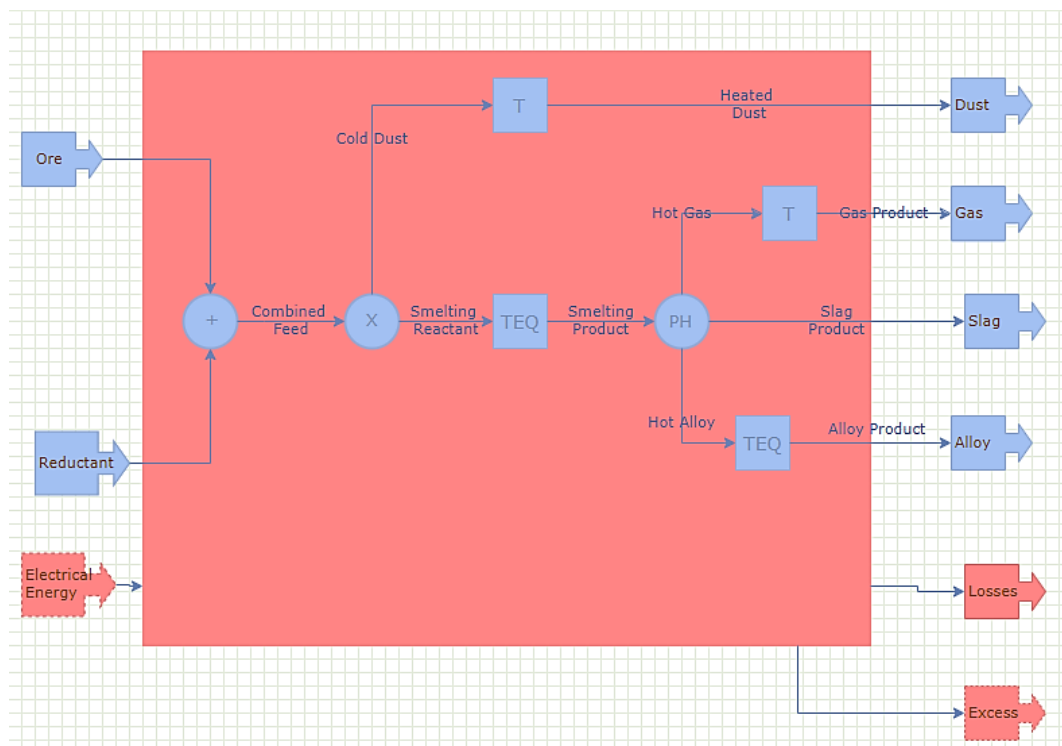 Heated
Dust
T
Dust
Cold Dust
Ore
Hot Gas
T
Gas Product
Gas
+
Combined
Feed
X
Smelting
Reactant
TEQ
Smelting
Product
PH
Slag
Product
Slag
Hot Alloy
TEQ
Alloy Product
Alloy
Reductant
Electrical
Energy
Losses
Excess